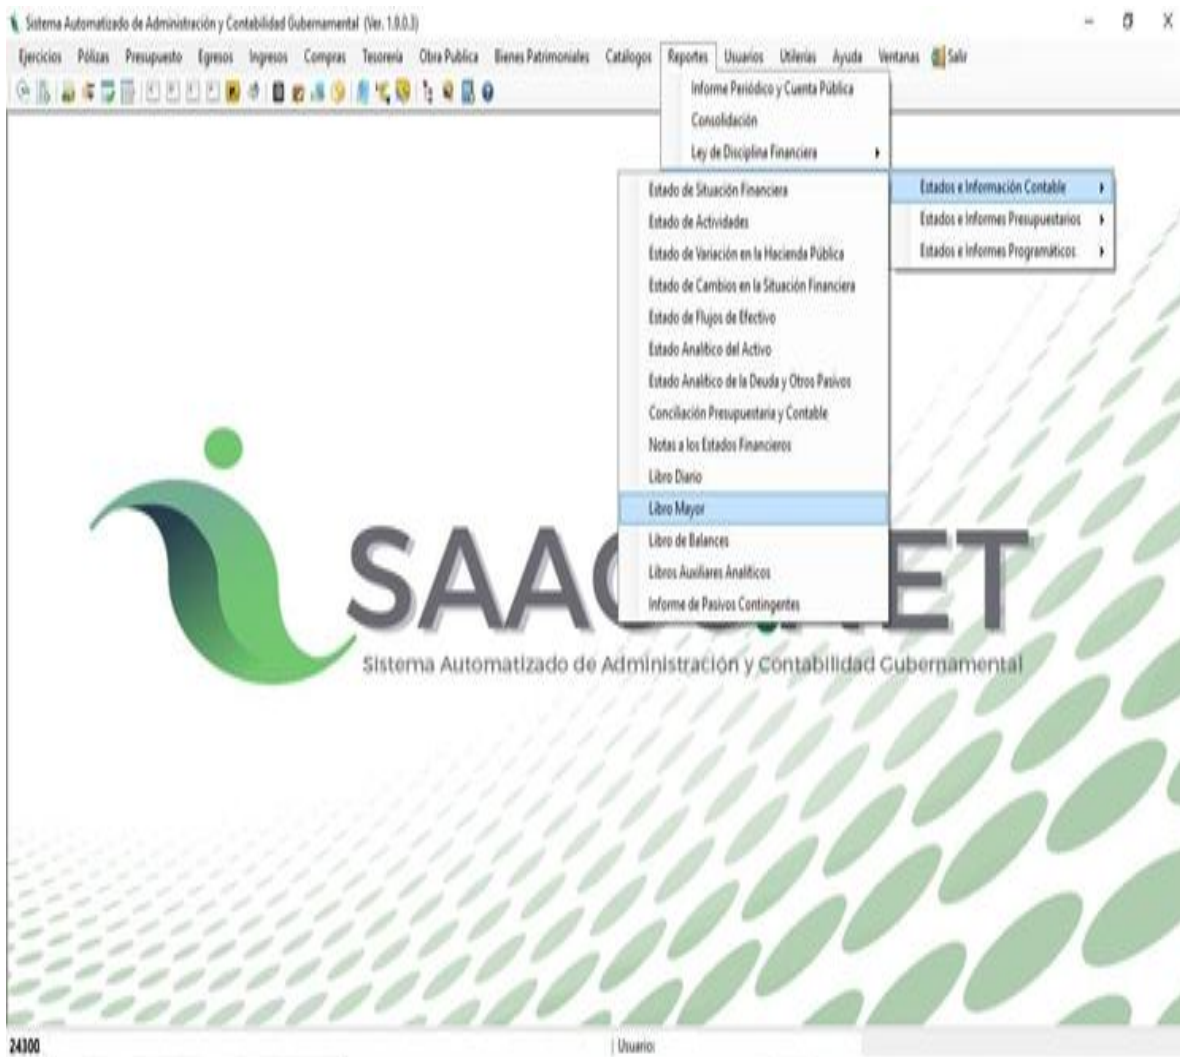 Sistema Automatizado de Administración y Contabilidad Gubernamental (Ver. 1.0.0.3)
Ejercicios Pólizas Presupuesto Egresos Ingresos Compras Tesorería Obra Publica Bienes Patrimoniales Catálogos Reportes Usuarios Utilerias Ayuda Ventanas Salir
Informe Periódico y Cuenta Pública
Consolidación
Ley de Disciplina Financiera
Estados e Información Contable
Estados e Informes Presupuestarios
Estados e Informes Programáticos
Estado de Situación Financiera
Estado de Actividades
Estado de Variación en la Hacienda Pública
Estado de Cambios en la Situación Financiera
Estado de Flujos de Efectivo
Estado Analítico del Activo
Estado Analítico de la Deuda y Otros Pasivos
Conciliación Presupuestaria y Contable
Notas a los Estados Financieros
Libro Diario
Libro Mayor
Libro de Balances
Libros Auxiliares Analíticos
Informe de Pasivos Contingentes
SAA ET
Sistema Automatizado de Administración y Contabilidad Gubernamental
24300
Usuario: